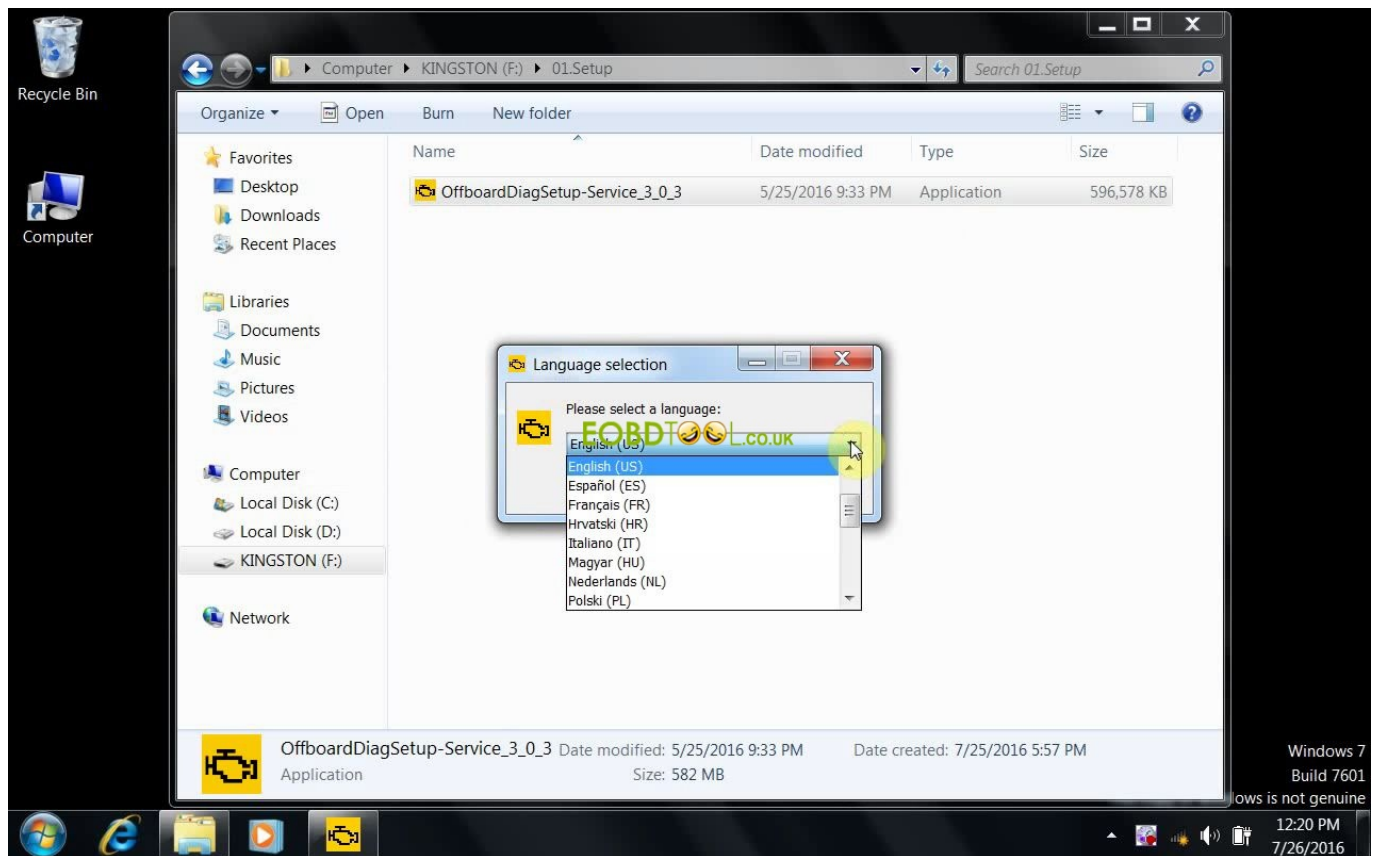 Recycle Bin
Computer
Computer ▸ KINGSTON (F:) ▸ 01.Setup
Search 01.Setup
Organize
Open
Burn
New folder
Favorites
Desktop
Downloads
Recent Places
Libraries
Documents
Music
Pictures
Videos
Computer
Local Disk (C:)
Local Disk (D:)
KINGSTON (F:)
Network
Name Date modified Type Size
OffboardDiagSetup-Service_3_0_3 5/25/2016 9:33 PM Application 596,578 KB
Language selection
Please select a language:
English (US)
EOBDTOOL.CO.UK
English (US)
Español (ES)
Français (FR)
Hrvatski (HR)
Italiano (IT)
Magyar (HU)
Nederlands (NL)
Polski (PL)
OffboardDiagSetup-Service_3_0_3 Date modified: 5/25/2016 9:33 PM Date created: 7/25/2016 5:57 PM
Application Size: 582 MB
Windows 7
Build 7601
is not genuine
12:20 PM
7/26/2016